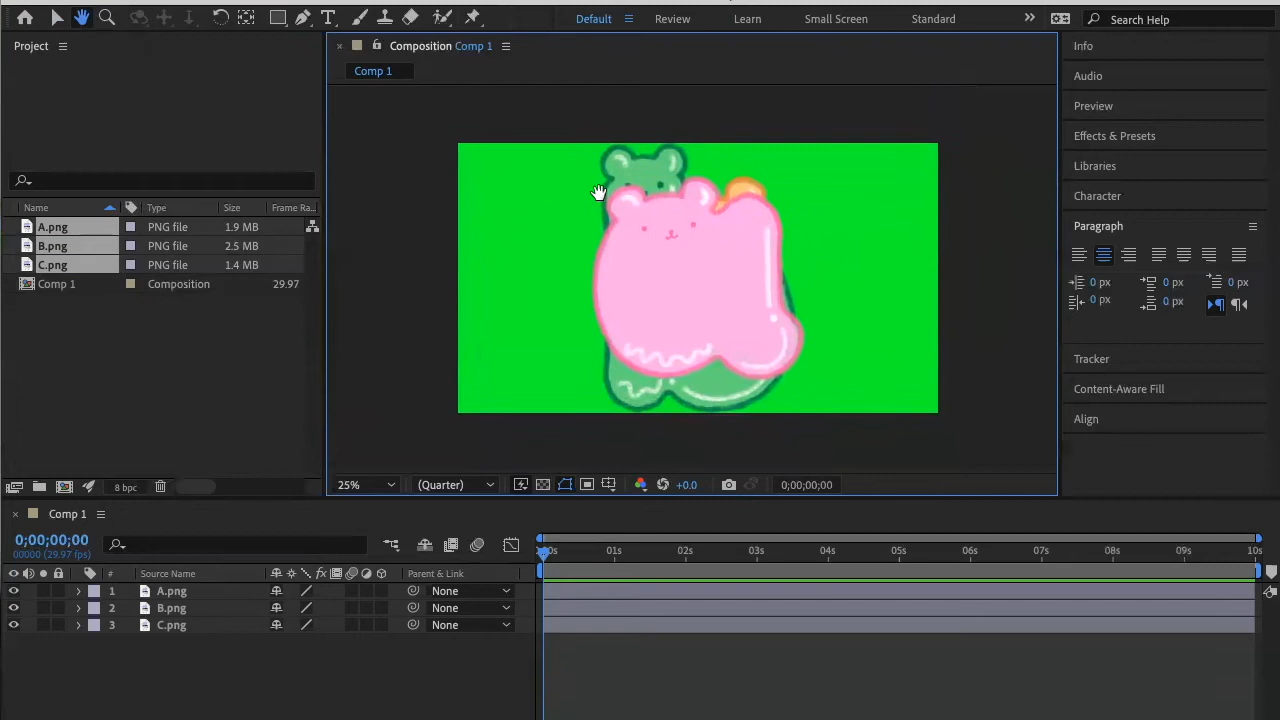 Default
Review
Learn
Small Screen
Standard
Search Help
Project
Composition Comp 1
Comp 1
Info
Audio
Preview
Effects & Presets
Libraries
Character
Paragraph
0 px 0 px 0 px
0 px 0 px
Tracker
Content-Aware Fill
Align
Name Type Size Frame Ra...
A.png PNG file 1.9 MB
B.png PNG file 2.5 MB
C.png PNG file 1.4 MB
Comp 1 Composition 29.97
8 bpc
25% (Quarter) +0.0 0;00;00;00
Comp 1
0;00;00;00
00000 (29.97 fps)
0s 01s 02s 03s 04s 05s 06s 07s 08s 09s 10s
# Source Name fx Parent & Link
1 A.png None
2 B.png None
3 C.png None